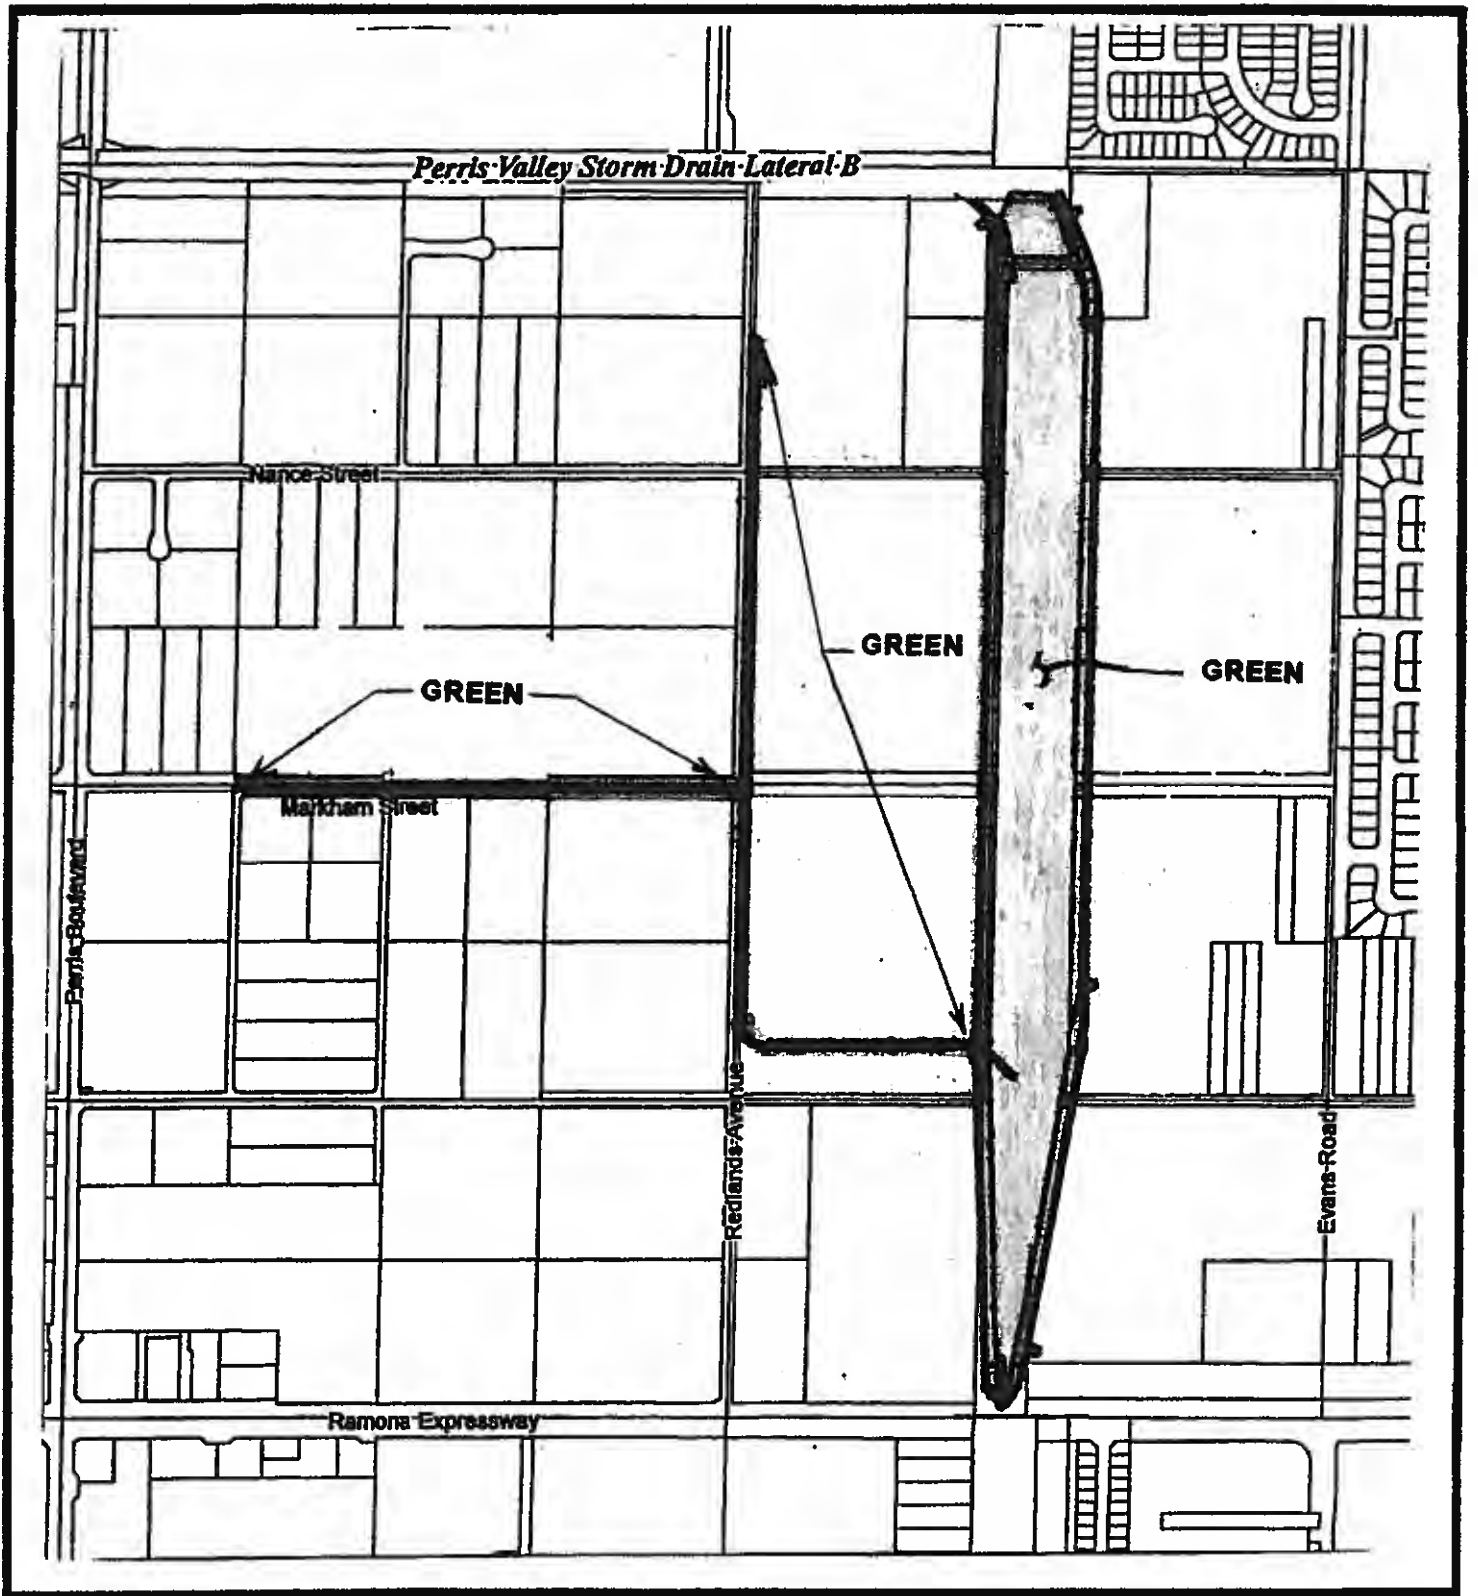 Perris Valley Storm Drain Lateral B
Nance Street
GREEN
GREEN
GREEN
Markham Street
Perris Boulevard
Redlands Avenue
Evans Road
Ramona Expressway